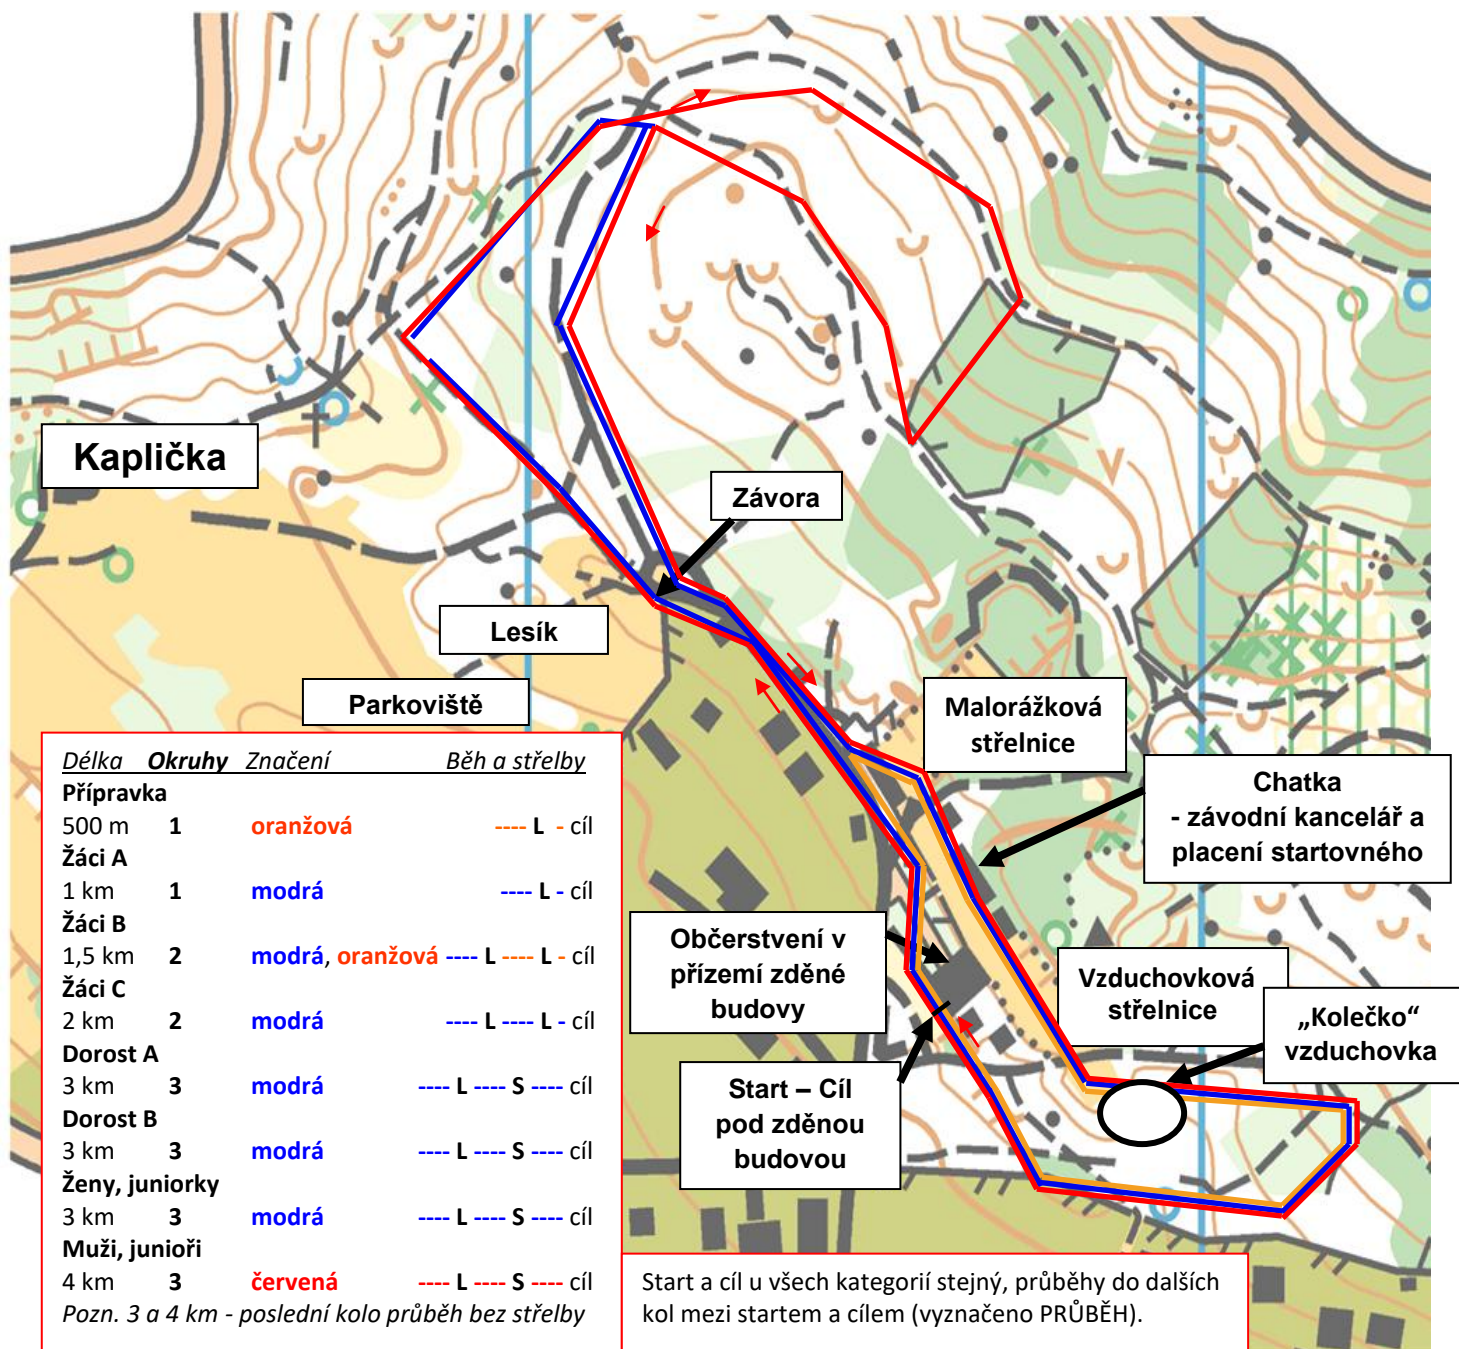 Kaplička
Závora
Lesík
Parkoviště
Malorážková
střelnice
Chatka
- závodní kancelář a
placení startovného
Občerstvení v
přízemí zděné
budovy
Vzduchovková
střelnice
„Kolečko“
vzduchovka
Start – Cíl
pod zděnou
budovou
Délka Okruhy Značení Běh a střelby
Přípravka
500 m 1 oranžová ---- L - cíl
Žáci A
1 km 1 modrá ---- L - cíl
Žáci B
1,5 km 2 modrá, oranžová ---- L ---- L - cíl
Žáci C
2 km 2 modrá ---- L ---- L - cíl
Dorost A
3 km 3 modrá ---- L ---- S ---- cíl
Dorost B
3 km 3 modrá ---- L ---- S ---- cíl
Ženy, juniorky
3 km 3 modrá ---- L ---- S ---- cíl
Muži, junioři
4 km 3 červená ---- L ---- S ---- cíl
Pozn. 3 a 4 km - poslední kolo průběh bez střelby
Start a cíl u všech kategorií stejný, průběhy do dalších
kol mezi startem a cílem (vyznačeno PRŮBĚH).